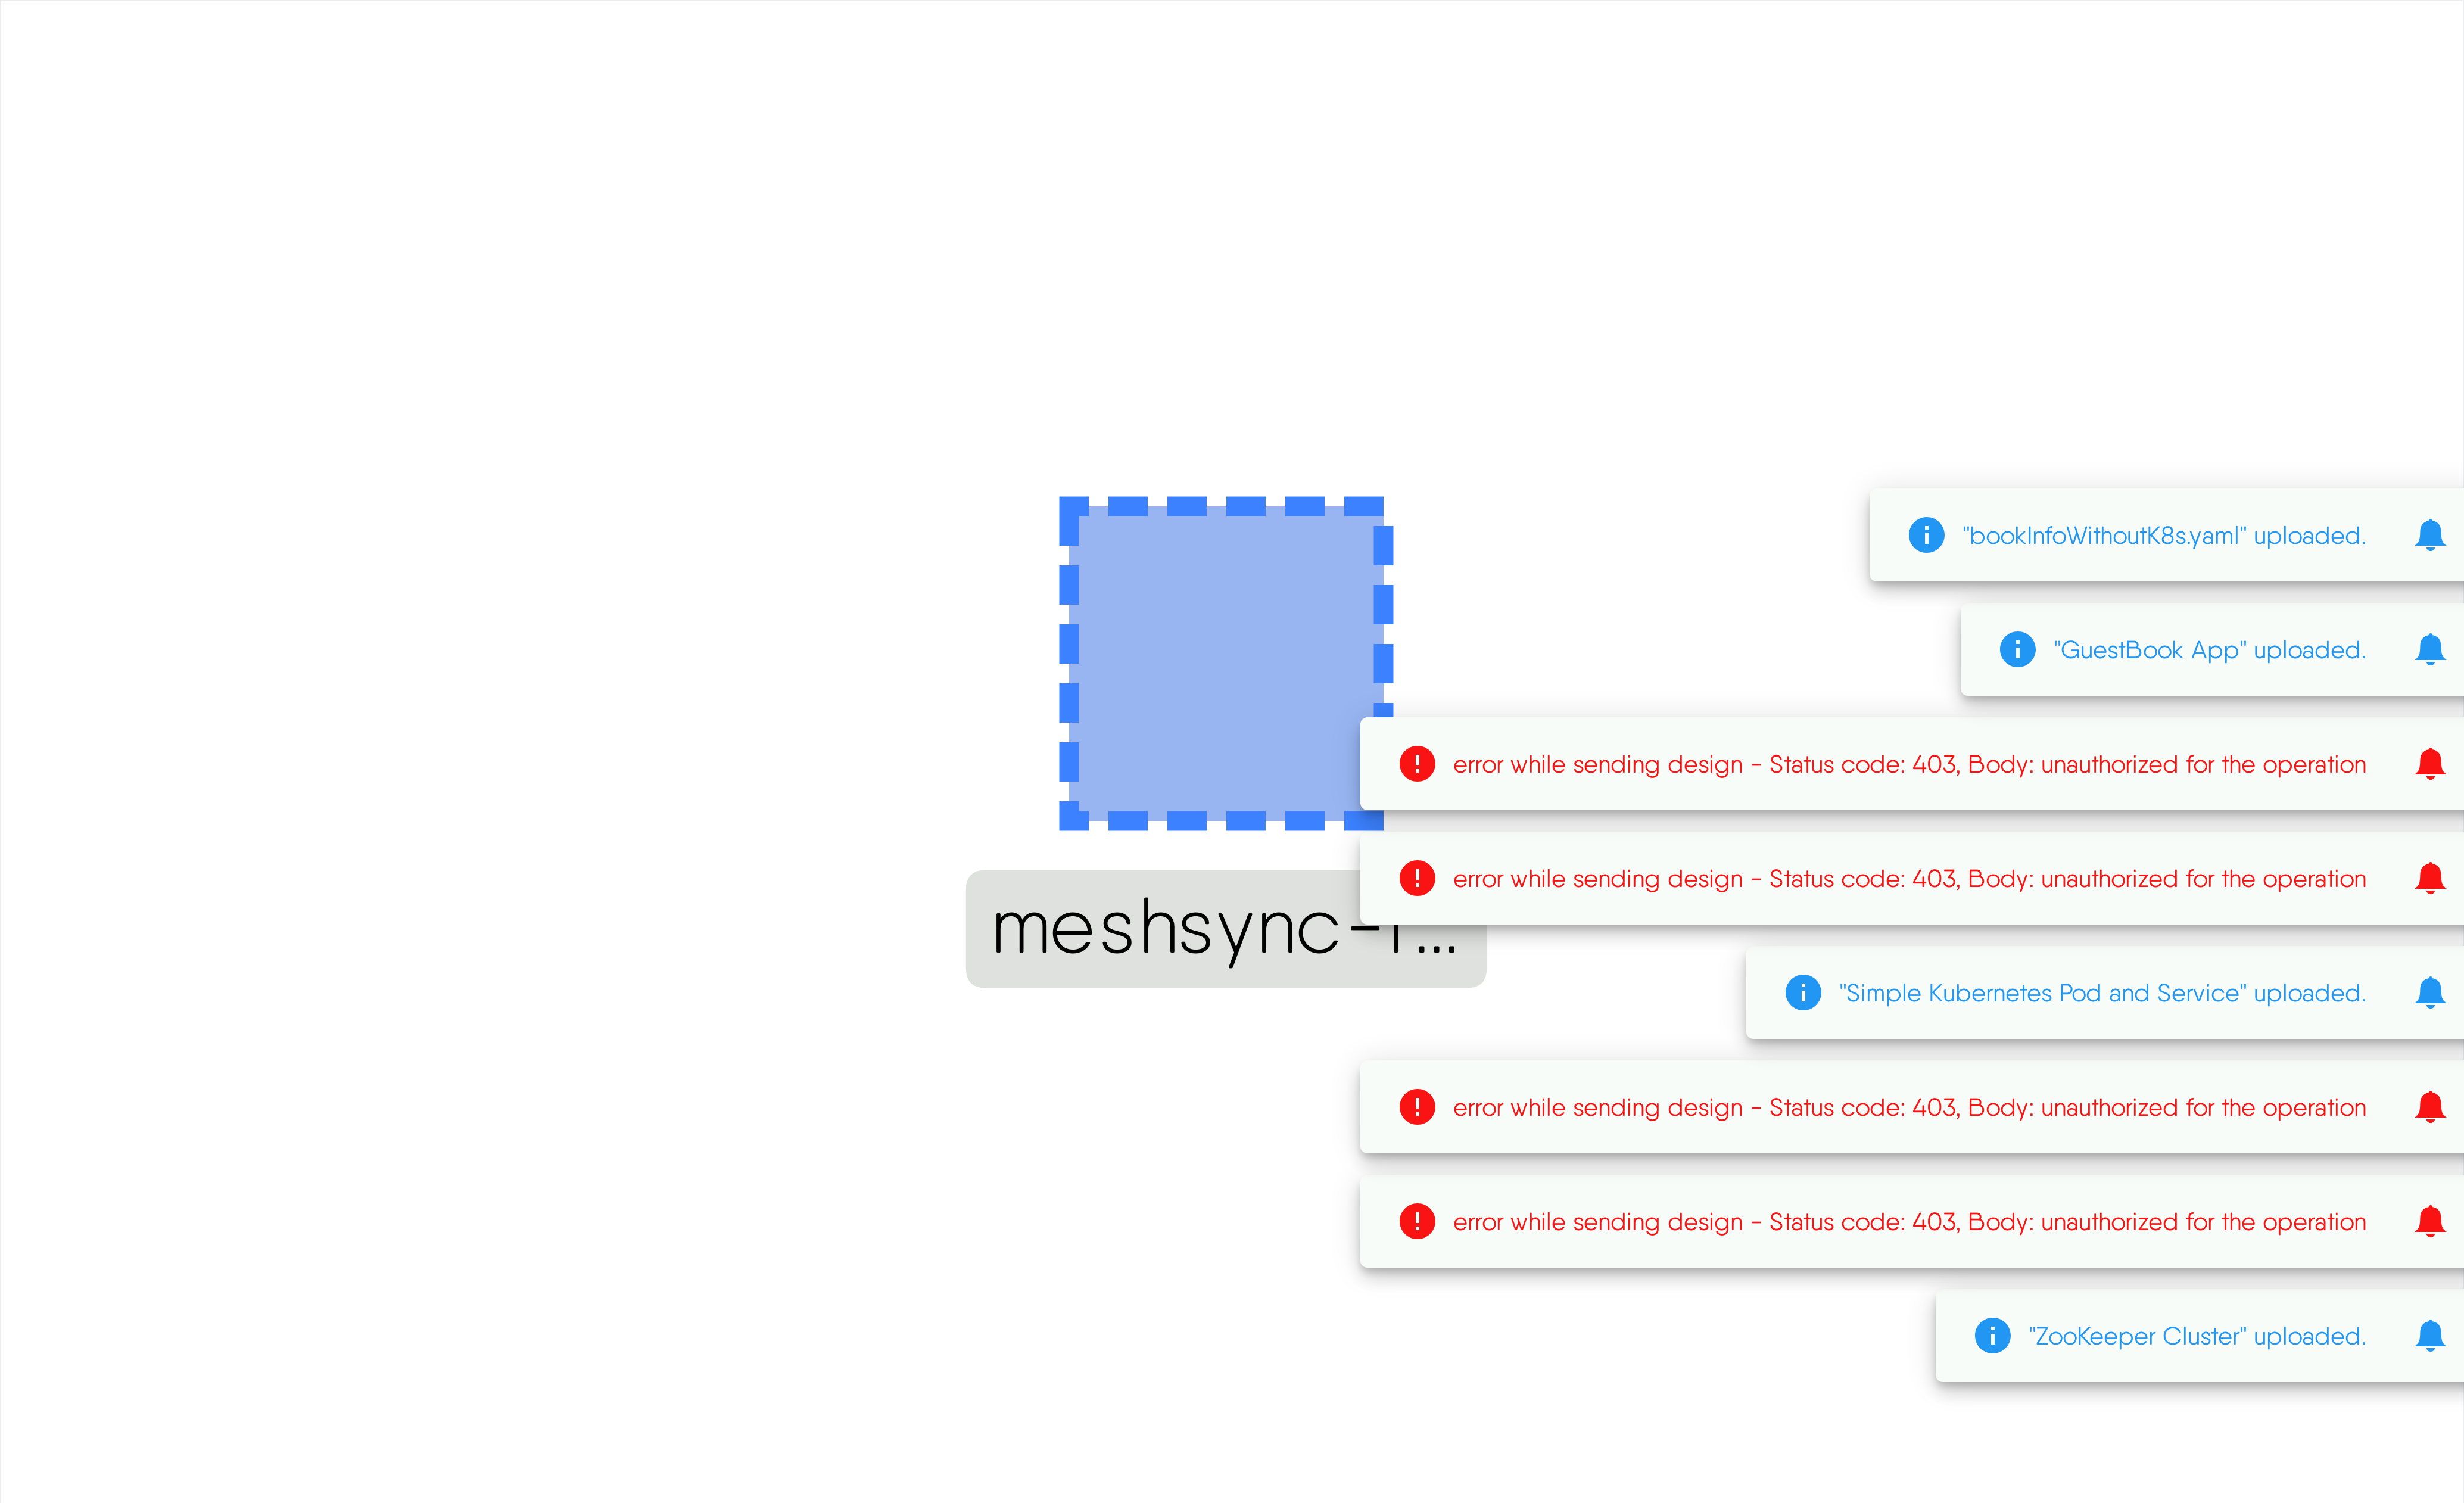 "bookInfoWithoutK8s.yaml" uploaded.
"GuestBook App" uploaded.
error while sending design - Status code: 403, Body: unauthorized for the operation
error while sending design - Status code: 403, Body: unauthorized for the operation
meshsync-
"Simple Kubernetes Pod and Service" uploaded.
error while sending design - Status code: 403, Body: unauthorized for the operation
error while sending design - Status code: 403, Body: unauthorized for the operation
"ZooKeeper Cluster" uploaded.